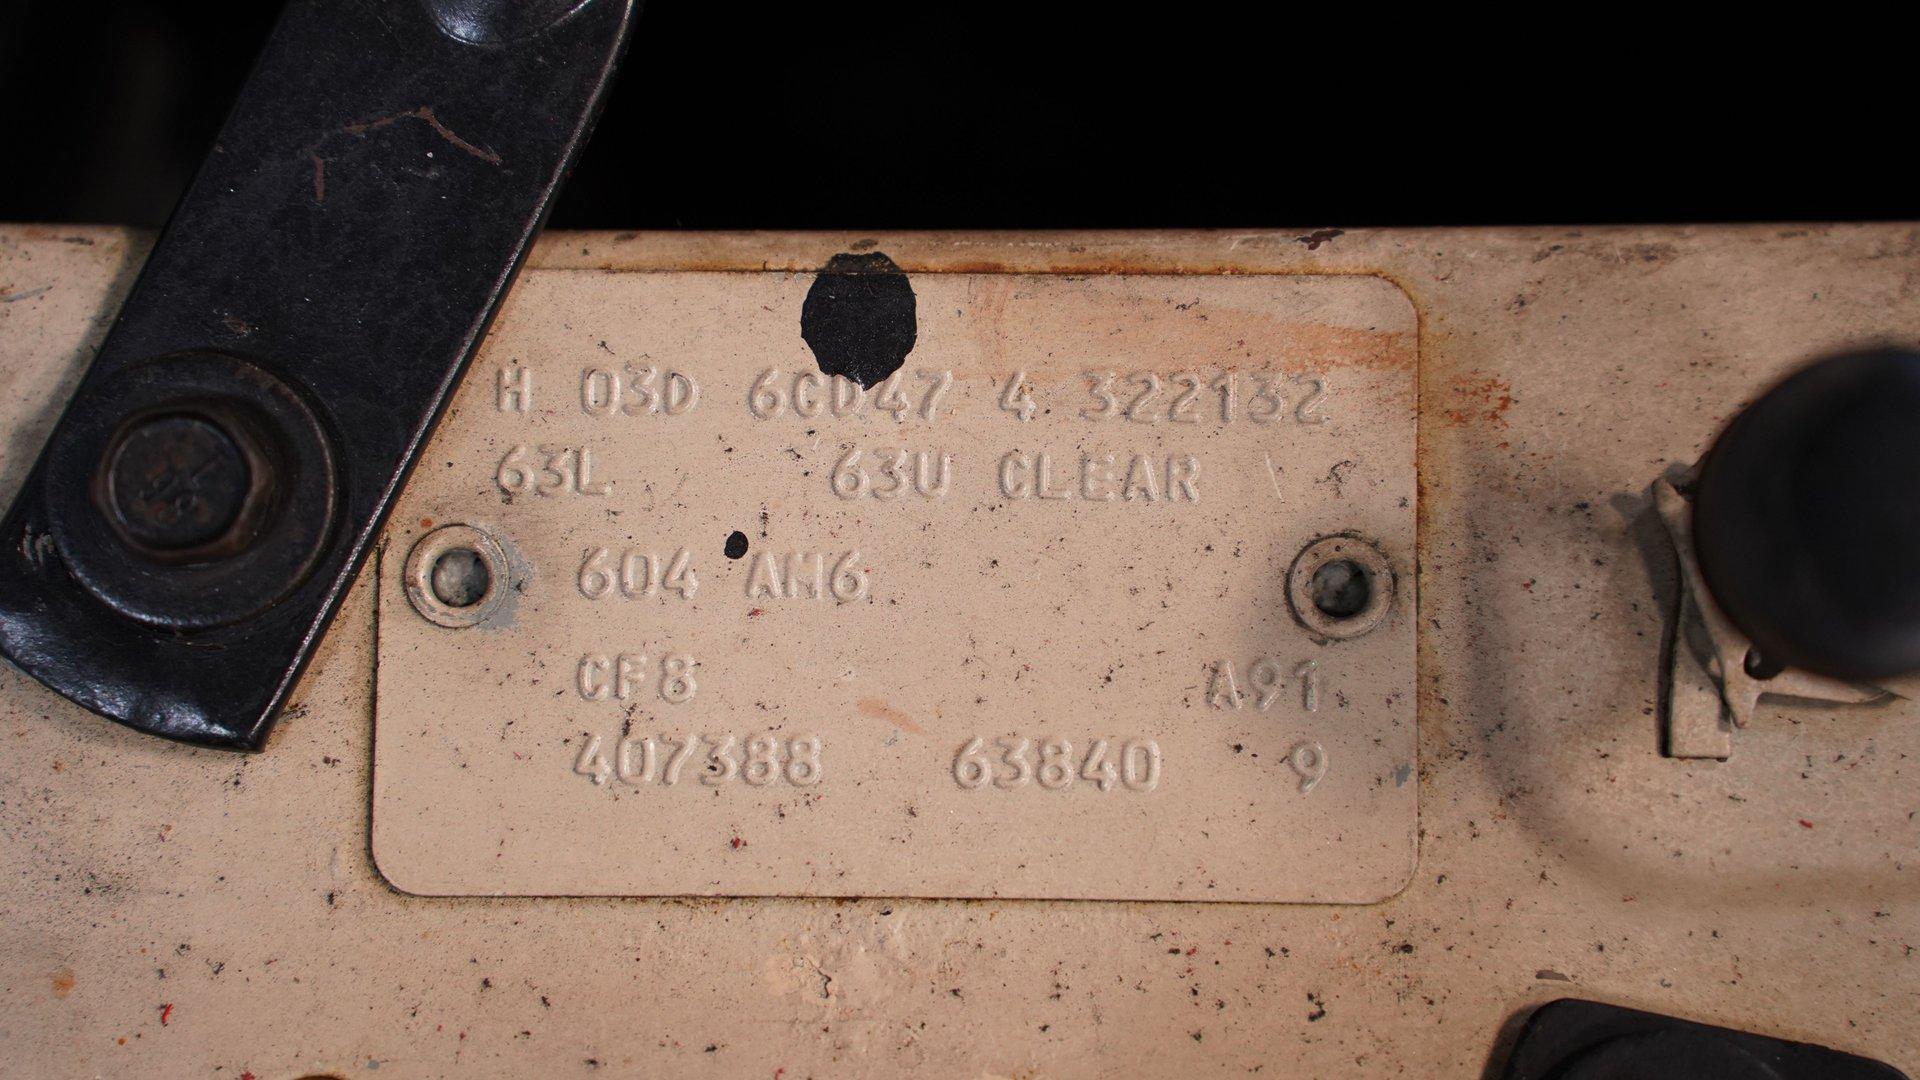 H 03D 6CD47 4 322132
63L 63U CLEAR
604 AM6
CF8 A91
407388 63840 9